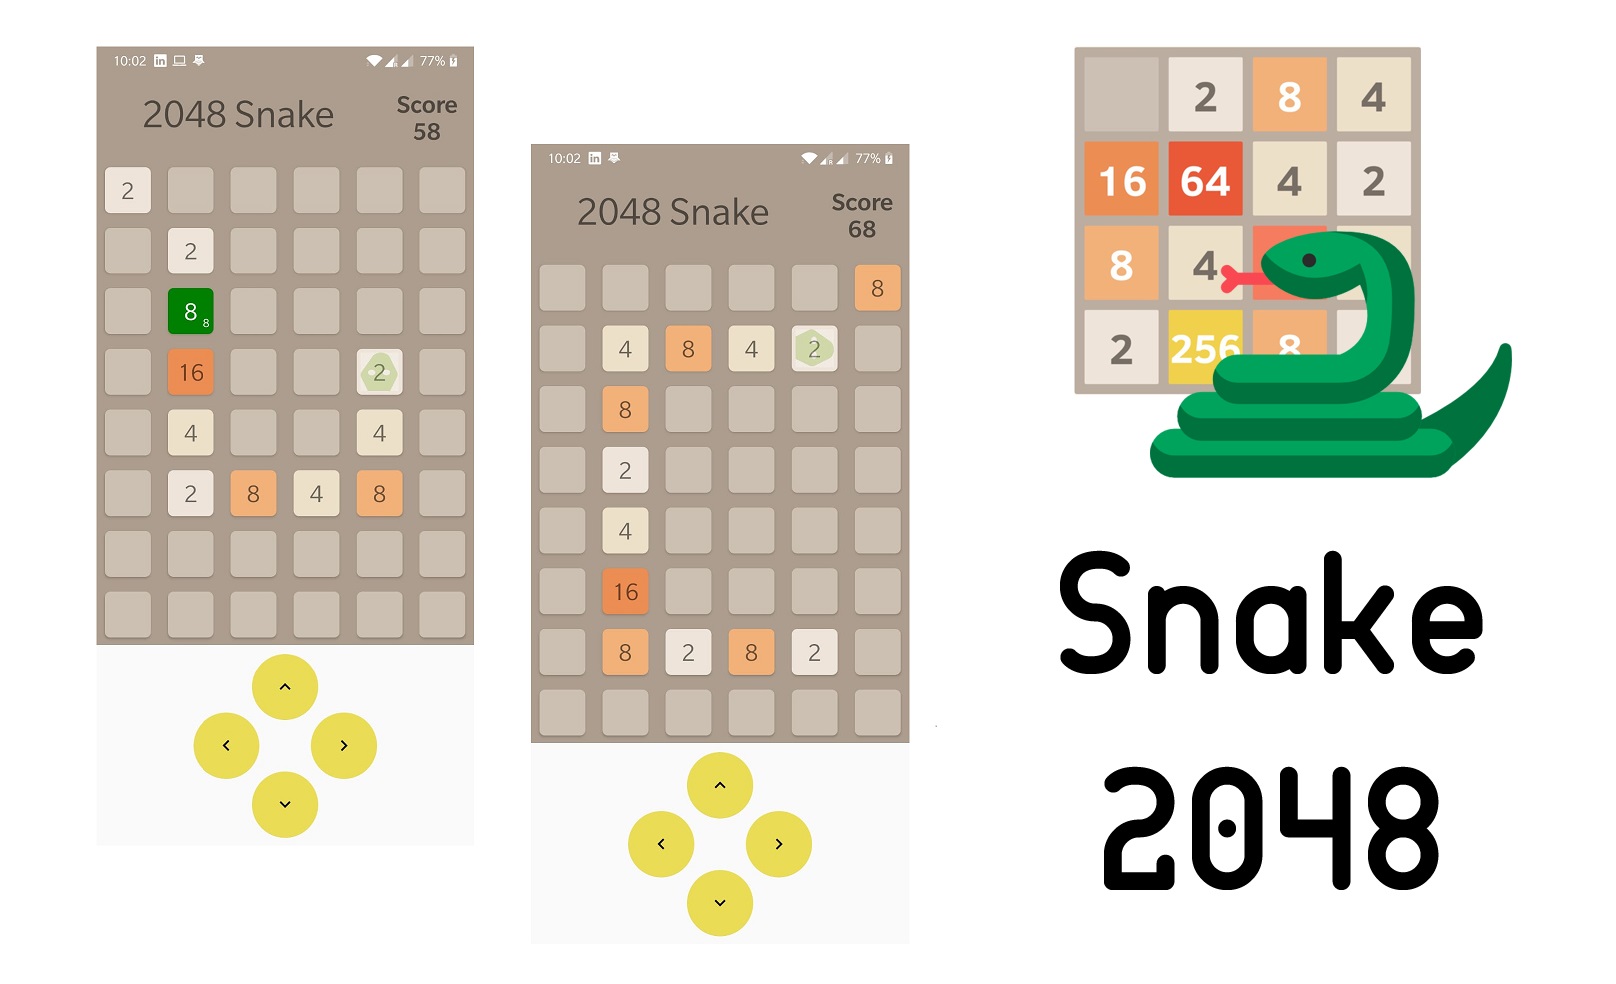 10:02 77%
2048 Snake
Score
58
2
2
8 8
16 2
4 4
2 8 4 8
10:02 77%
2048 Snake
Score
68
8
4 8 4 2
8
2
4
16
8 2 8 2
2 8 4
16 64 4 2
8 4
2 256 8
Snake
2048